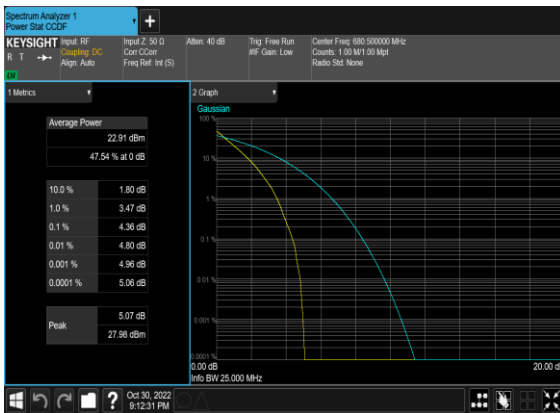 Spectrum Analyzer 1
Power Stat CCDF
KEYSIGHT
R T
LV
Input: RF
Coupling: DC
Align: Auto
Input Z: 50 Ω
Corr CCorr
Freq Ref: Int (S)
Atten: 40 dB
Trig: Free Run
#IF Gain: Low
Center Freq: 680.500000 MHz
Counts: 1.00 M/1.00 Mpt
Radio Std: None
1 Metrics
Average Power
22.91 dBm
47.54 % at 0 dB
10.0 % 1.80 dB
1.0 % 3.47 dB
0.1 % 4.36 dB
0.01 % 4.80 dB
0.001 % 4.96 dB
0.0001 % 5.06 dB
Peak
5.07 dB
27.98 dBm
2 Graph
Gaussian
100 %
10 %
1 %
0.1 %
0.01 %
0.001 %
0.0001 %
0.00 dB
20.00 d
Info BW 25.000 MHz
Oct 30, 2022
9:12:31 PM